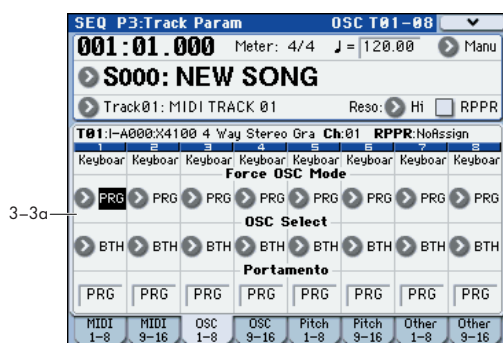 SEQ P3:Track Param OSC T01-08
001:01.000 Meter: 4/4 ♩= 120.00 Manu
S000: NEW SONG
Track01: MIDI TRACK 01 Reso: Hi RPPR
T01:I-A000:X4100 4 Way Stereo Gra Ch:01 RPPR:NoAssign
1 2 3 4 5 6 7 8
Keyboar Keyboar Keyboar Keyboar Keyboar Keyboar Keyboar Keyboar
Force OSC Mode
3-3a
PRG PRG PRG PRG PRG PRG PRG PRG
OSC Select
BTH BTH BTH BTH BTH BTH BTH BTH
Portamento
PRG PRG PRG PRG PRG PRG PRG PRG
MIDI 1-8 MIDI 9-16 OSC 1-8 OSC 9-16 Pitch 1-8 Pitch 9-16 Other 1-8 Other 9-16